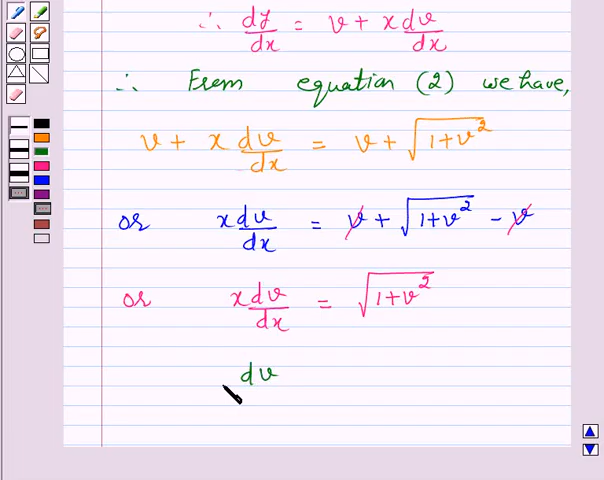 ∴ dy/dx = v + x dv/dx
∴ From equation (2) we have,
v + x dv/dx = v + √(1+v²)
or x dv/dx = v + √(1+v²) - v
or x dv/dx = √(1+v²)
dv